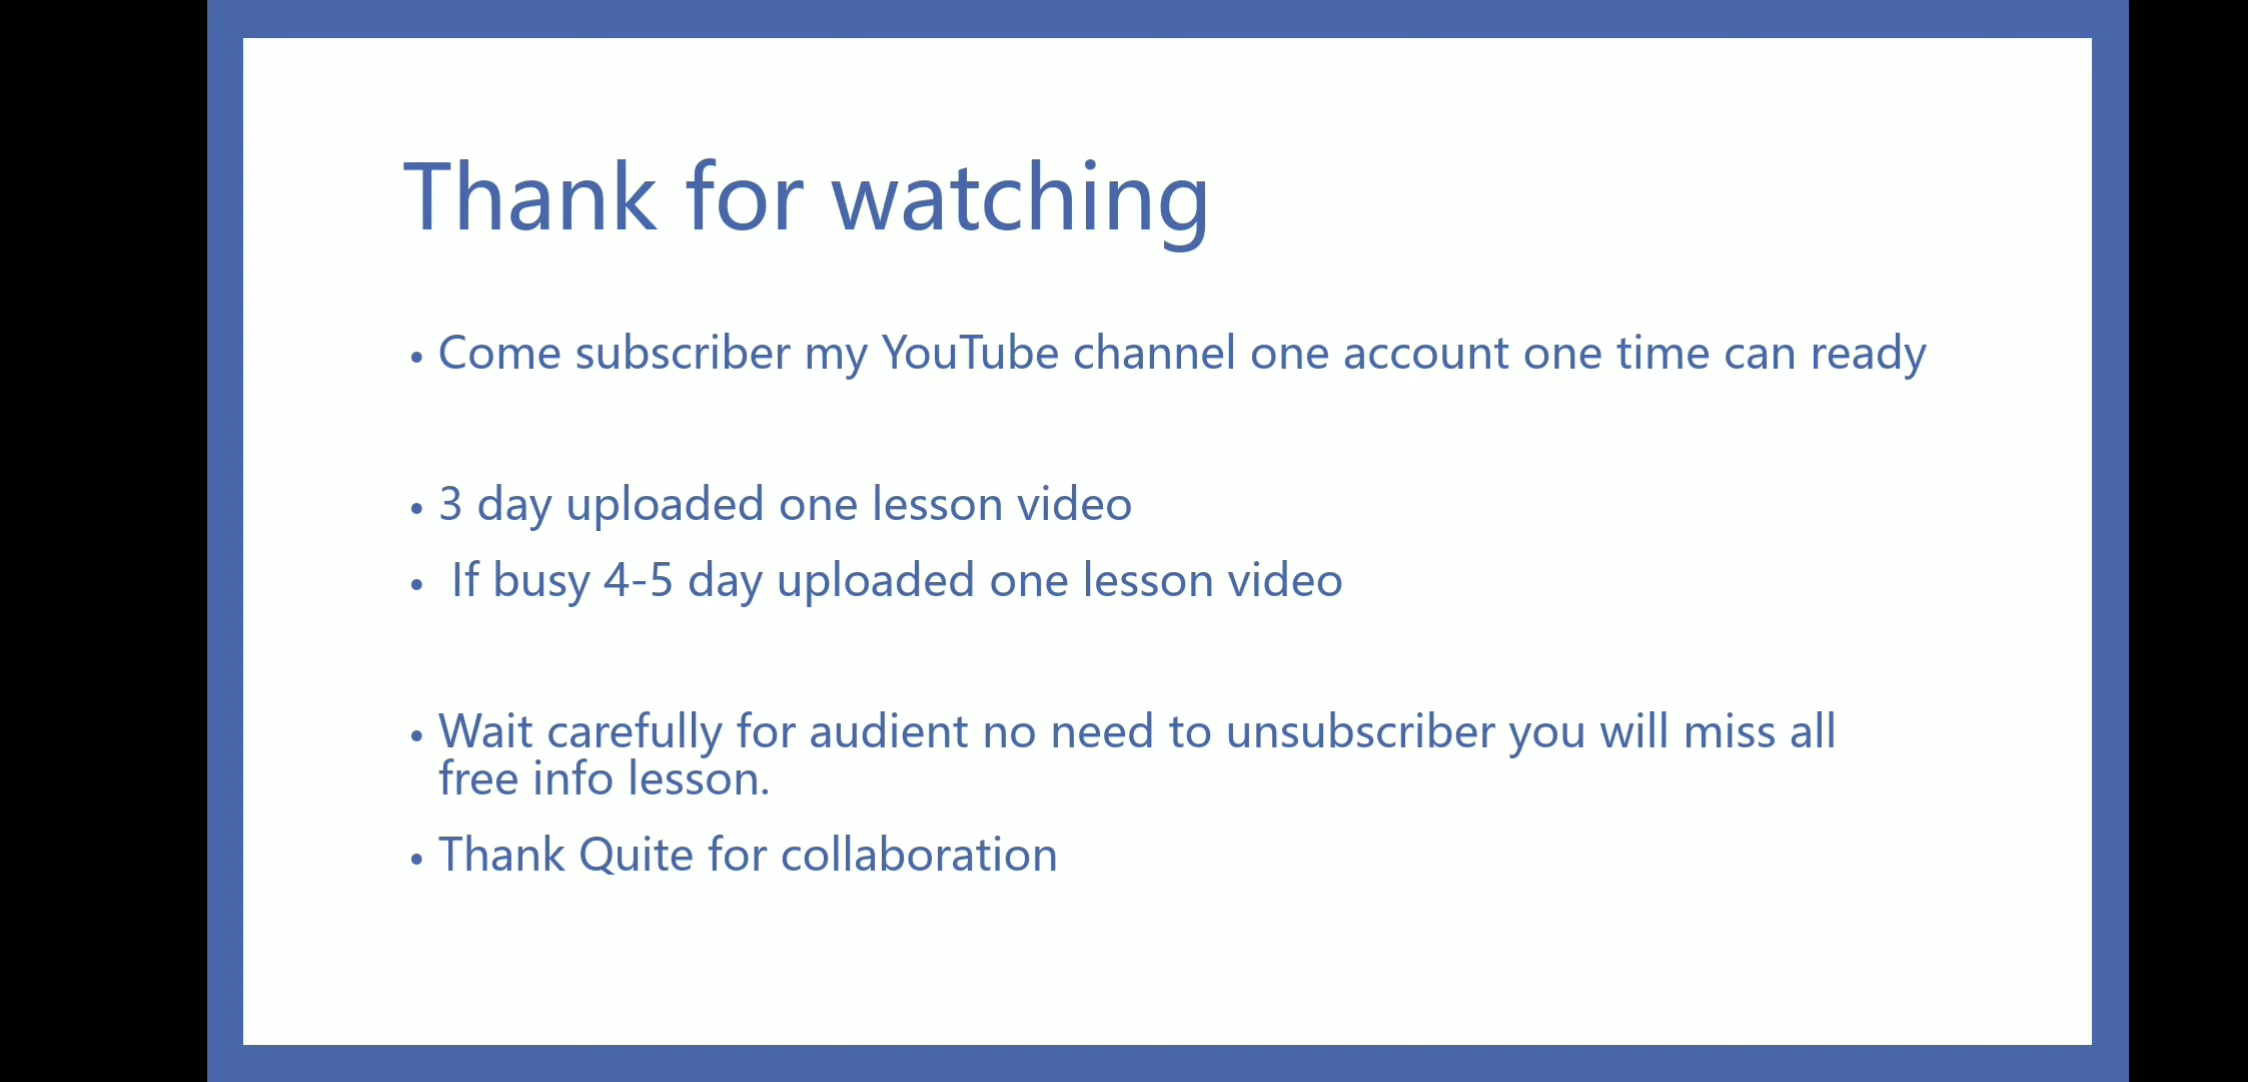 Thank for watching
• Come subscriber my YouTube channel one account one time can ready
• 3 day uploaded one lesson video
• If busy 4-5 day uploaded one lesson video
• Wait carefully for audient no need to unsubscriber you will miss all
free info lesson.
• Thank Quite for collaboration